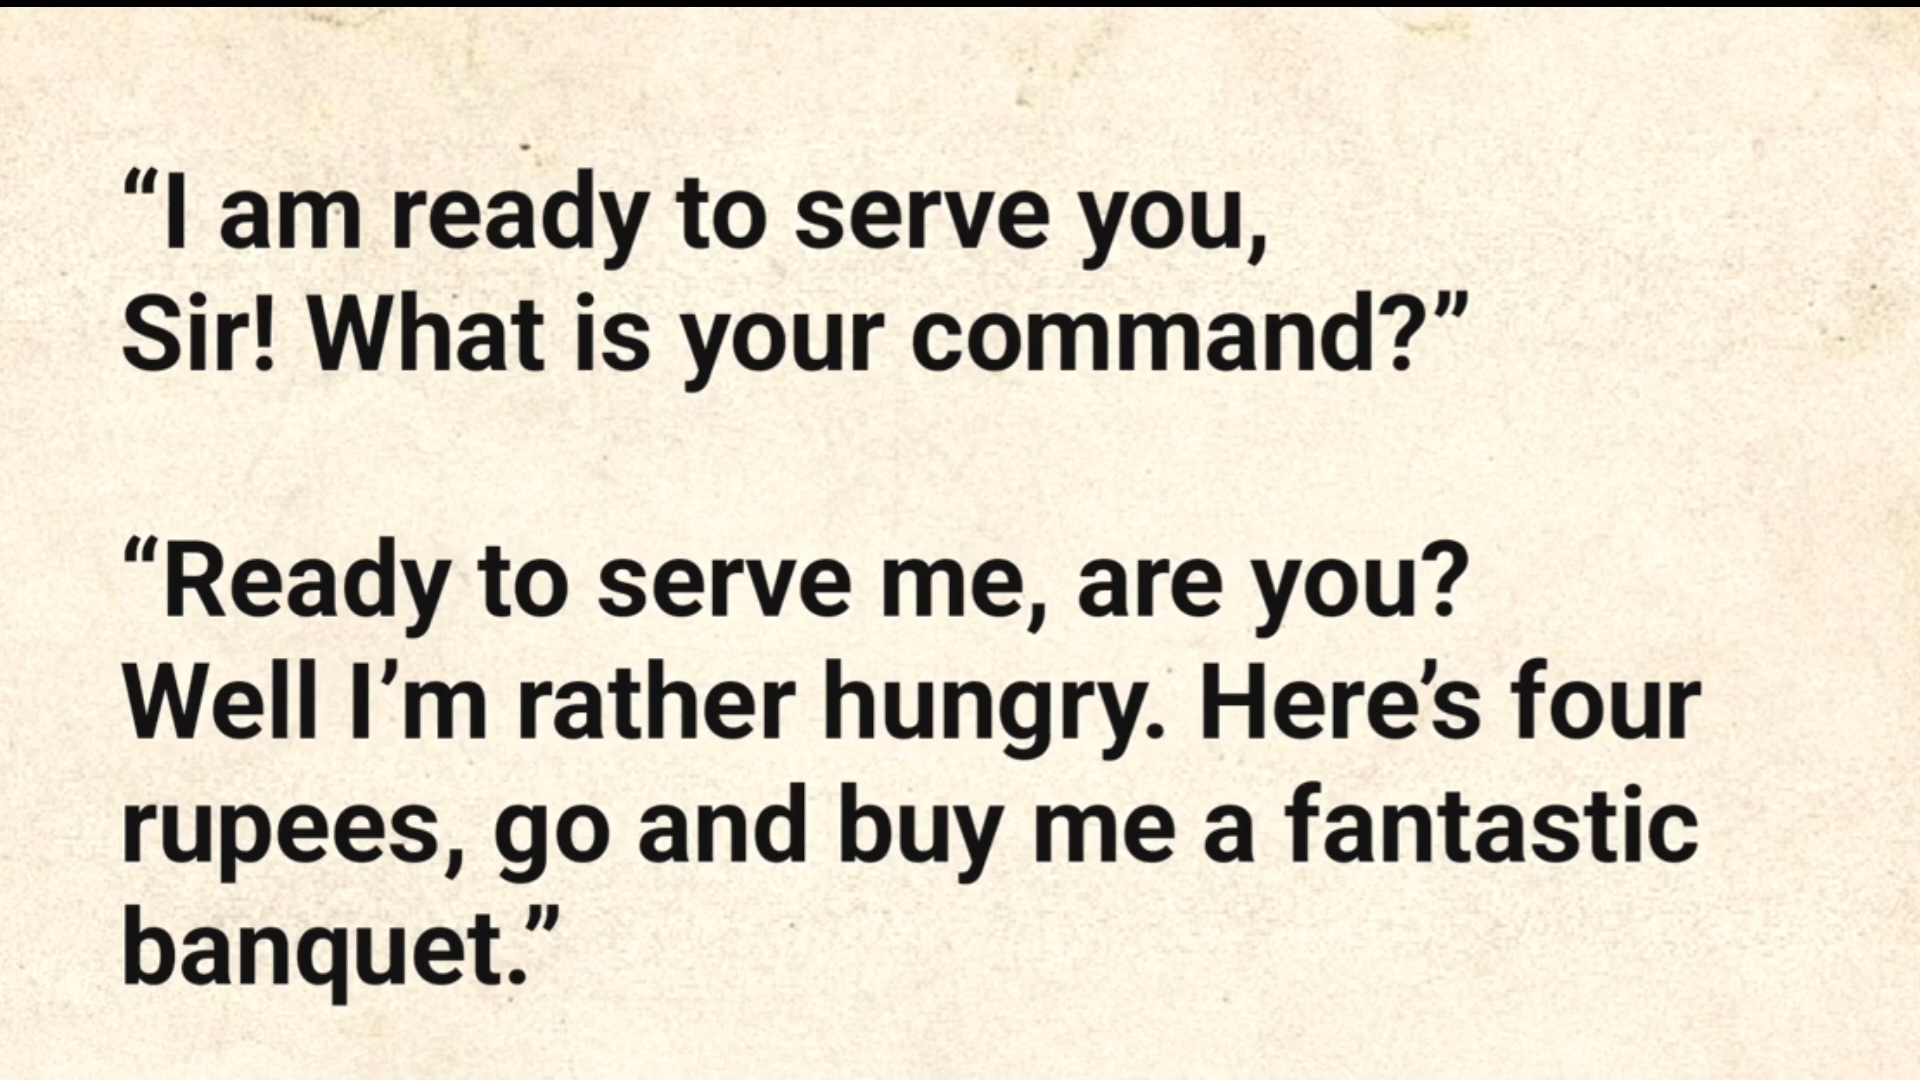 “I am ready to serve you,
Sir! What is your command?”
“Ready to serve me, are you?
Well I’m rather hungry. Here’s four
rupees, go and buy me a fantastic
banquet.”